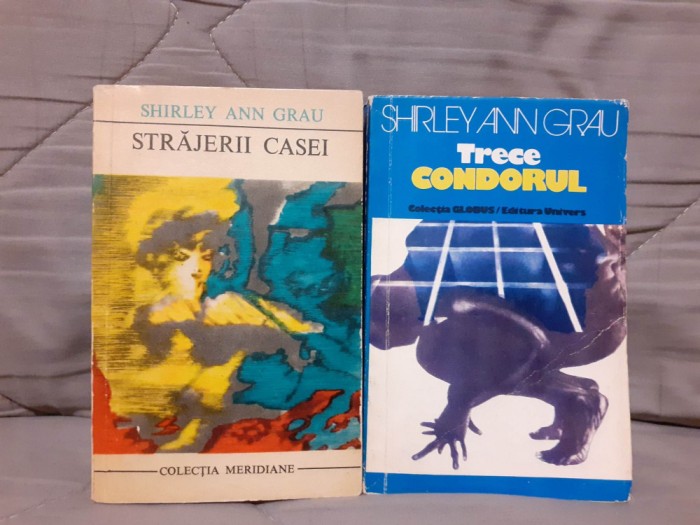 SHIRLEY ANN GRAU
STRĂJERII CASEI
COLECȚIA MERIDIANE
SHIRLEY ANN GRAU
Trece
CONDORUL
Colecția GLOBUS/Editura Univers